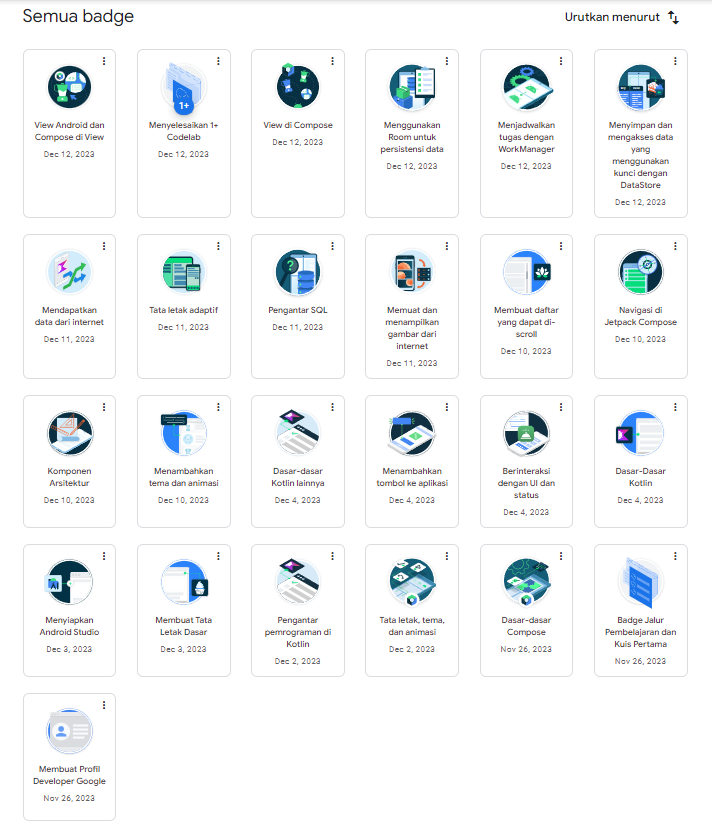 Semua badge
Urutkan menurut
View Android dan
Compose di View
Dec 12, 2023
1+
Menyelesaikan 1+
Codelab
Dec 12, 2023
View di Compose
Dec 12, 2023
Menggunakan
Room untuk
persistensi data
Dec 12, 2023
Menjadwalkan
tugas dengan
WorkManager
Dec 12, 2023
Menyimpan dan
mengakses data
yang
menggunakan
kunci dengan
DataStore
Dec 12, 2023
Mendapatkan
data dari internet
Dec 11, 2023
Tata letak adaptif
Dec 11, 2023
Pengantar SQL
Dec 11, 2023
Memuat dan
menampilkan
gambar dari
internet
Dec 11, 2023
Membuat daftar
yang dapat di-
scroll
Dec 10, 2023
Navigasi di
Jetpack Compose
Dec 10, 2023
Komponen
Arsitektur
Dec 10, 2023
Menambahkan
tema dan animasi
Dec 10, 2023
Dasar-dasar
Kotlin lainnya
Dec 4, 2023
Menambahkan
tombol ke aplikasi
Dec 4, 2023
Berinteraksi
dengan UI dan
status
Dec 4, 2023
Dasar-Dasar
Kotlin
Dec 4, 2023
Menyiapkan
Android Studio
Dec 3, 2023
Membuat Tata
Letak Dasar
Dec 3, 2023
Pengantar
pemrograman di
Kotlin
Dec 2, 2023
Tata letak, tema,
dan animasi
Dec 2, 2023
Dasar-dasar
Compose
Nov 26, 2023
Badge Jalur
Pembelajaran dan
Kuis Pertama
Nov 26, 2023
Membuat Profil
Developer Google
Nov 26, 2023